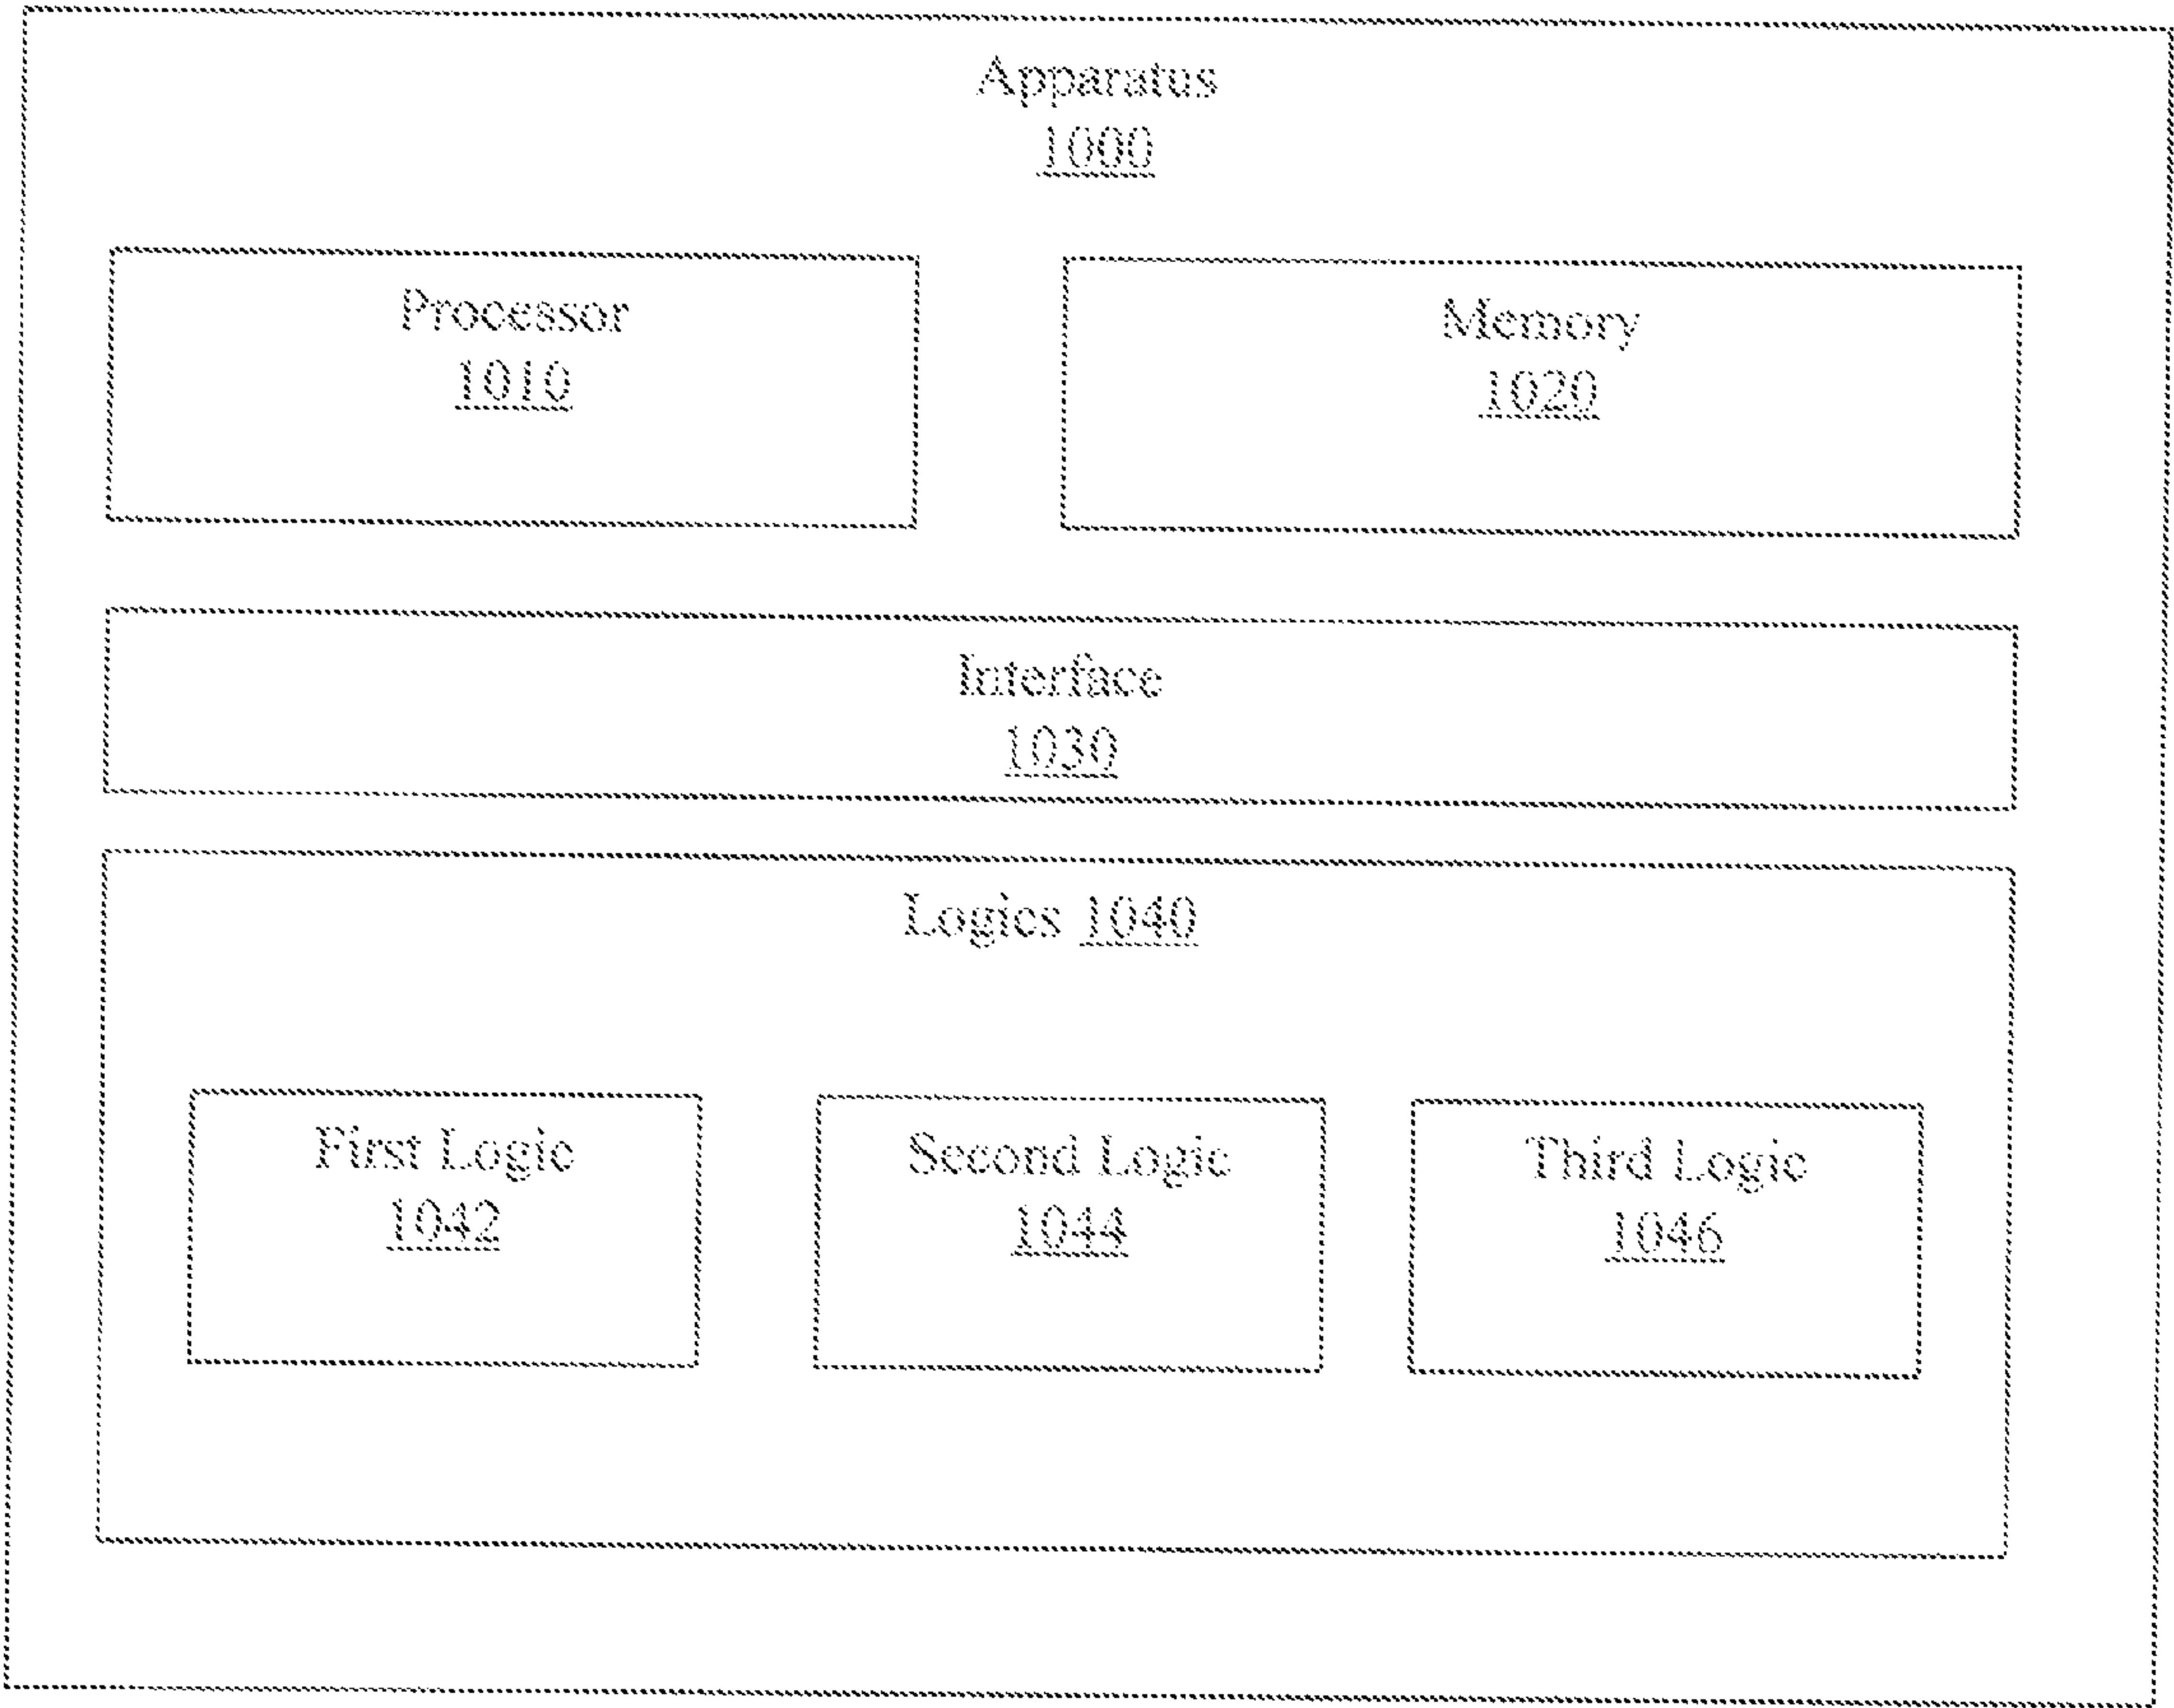 Apparatus
1000
Processor
1010
Memory
1020
Interface
1030
Logics 1040
First Logic
1042
Second Logic
1044
Third Logic
1046